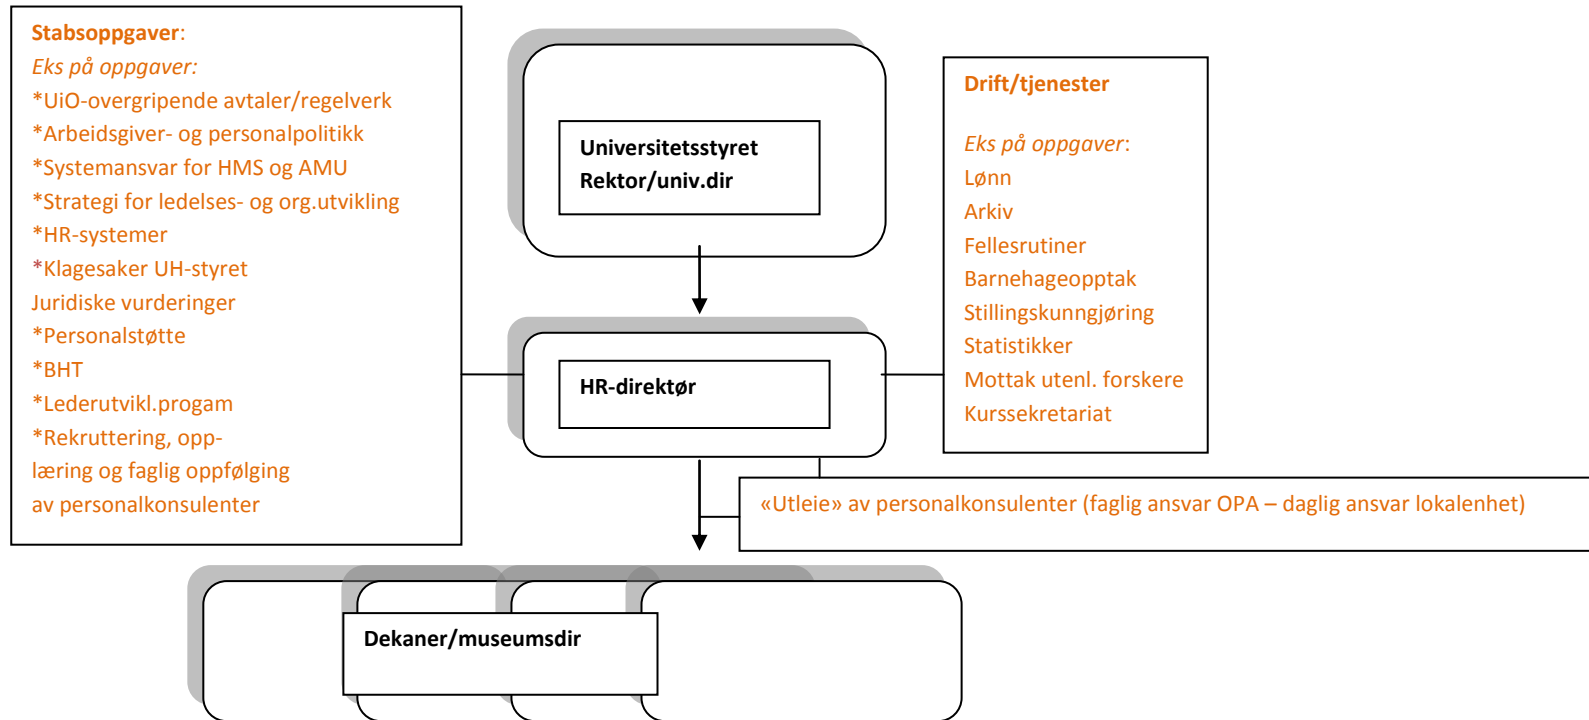 Stabsoppgaver:
Eks på oppgaver:
*UiO-overgripende avtaler/regelverk
*Arbeidsgiver- og personalpolitikk
*Systemansvar for HMS og AMU
*Strategi for ledelses- og org.utvikling
*HR-systemer
*Klagesaker UH-styret
Juridiske vurderinger
*Personalstøtte
*BHT
*Lederutvikl.progam
*Rekruttering, opp-
læring og faglig oppfølging
av personalkonsulenter
Universitetsstyret
Rektor/univ.dir
HR-direktør
Drift/tjenester
Eks på oppgaver:
Lønn
Arkiv
Fellesrutiner
Barnehageopptak
Stillingskunngjøring
Statistikker
Mottak utenl. forskere
Kurssekretariat
«Utleie» av personalkonsulenter (faglig ansvar OPA – daglig ansvar lokalenhet)
Dekaner/museumsdir